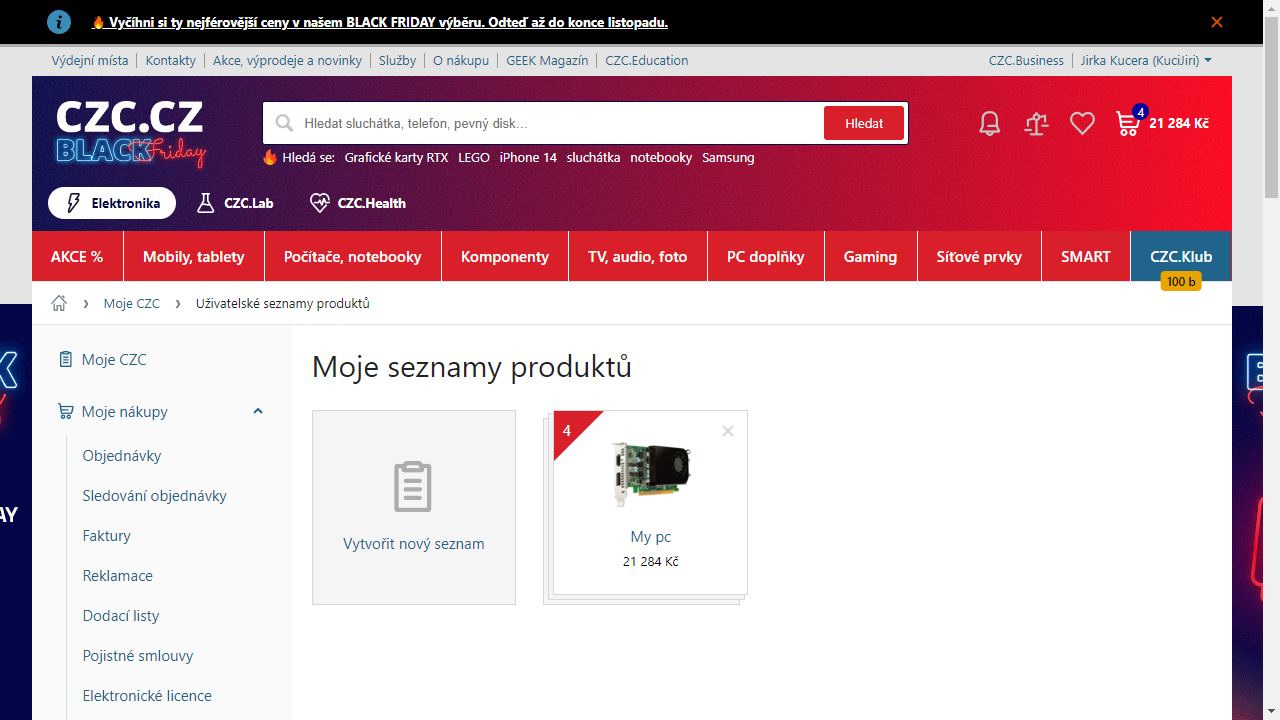 🔥 Vyčíhni si ty nejférovější ceny v našem BLACK FRIDAY výběru. Odteď až do konce listopadu.
Výdejní místa
Kontakty
Akce, výprodeje a novinky
Služby
O nákupu
GEEK Magazín
CZC.Education
CZC.Business
Jirka Kucera (KuciJiri)
CZC.CZ
BLACK Friday
Hledat sluchátka, telefon, pevný disk…
Hledat
4
21 284 Kč
🔥 Hledá se: Grafické karty RTX LEGO iPhone 14 sluchátka notebooky Samsung
Elektronika
CZC.Lab
CZC.Health
AKCE %
Mobily, tablety
Počítače, notebooky
Komponenty
TV, audio, foto
PC doplňky
Gaming
Síťové prvky
SMART
CZC.Klub
100 b
Moje CZC
Uživatelské seznamy produktů
Moje CZC
Moje nákupy
Objednávky
Sledování objednávky
Faktury
Reklamace
Dodací listy
Pojistné smlouvy
Elektronické licence
Moje seznamy produktů
Vytvořit nový seznam
4
My pc
21 284 Kč